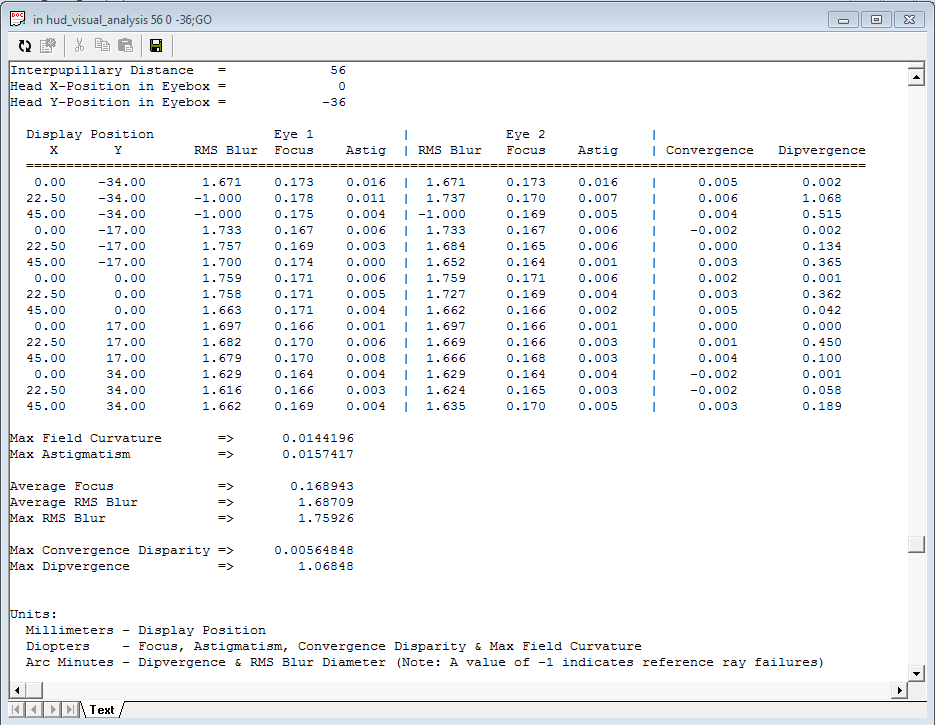 in hud_visual_analysis 56 0 -36;GO
Interpupillary Distance = 56
Head X-Position in Eyebox = 0
Head Y-Position in Eyebox = -36
Display Position Eye 1 | Eye 2 |
X Y RMS Blur Focus Astig | RMS Blur Focus Astig | Convergence Dipvergence
==========================================================================================================
0.00 -34.00 1.671 0.173 0.016 | 1.671 0.173 0.016 | 0.005 0.002
22.50 -34.00 -1.000 0.178 0.011 | 1.737 0.170 0.007 | 0.006 1.068
45.00 -34.00 -1.000 0.175 0.004 | -1.000 0.169 0.005 | 0.004 0.515
0.00 -17.00 1.733 0.167 0.006 | 1.733 0.167 0.006 | -0.002 0.002
22.50 -17.00 1.757 0.169 0.003 | 1.684 0.165 0.006 | 0.000 0.134
45.00 -17.00 1.700 0.174 0.000 | 1.652 0.164 0.001 | 0.003 0.365
0.00 0.00 1.759 0.171 0.006 | 1.759 0.171 0.006 | 0.002 0.001
22.50 0.00 1.758 0.171 0.005 | 1.727 0.169 0.004 | 0.003 0.362
45.00 0.00 1.663 0.171 0.004 | 1.662 0.166 0.002 | 0.005 0.042
0.00 17.00 1.697 0.166 0.001 | 1.697 0.166 0.001 | 0.000 0.000
22.50 17.00 1.682 0.170 0.006 | 1.669 0.166 0.003 | 0.001 0.450
45.00 17.00 1.679 0.170 0.008 | 1.666 0.168 0.003 | 0.004 0.100
0.00 34.00 1.629 0.164 0.004 | 1.629 0.164 0.004 | -0.002 0.001
22.50 34.00 1.616 0.166 0.003 | 1.624 0.165 0.003 | -0.002 0.058
45.00 34.00 1.662 0.169 0.004 | 1.635 0.170 0.005 | 0.003 0.189
Max Field Curvature => 0.0144196
Max Astigmatism => 0.0157417
Average Focus => 0.168943
Average RMS Blur => 1.68709
Max RMS Blur => 1.75926
Max Convergence Disparity => 0.00564848
Max Dipvergence => 1.06848
Units:
Millimeters - Display Position
Diopters - Focus, Astigmatism, Convergence Disparity & Max Field Curvature
Arc Minutes - Dipvergence & RMS Blur Diameter (Note: A value of -1 indicates reference ray failures)
Text